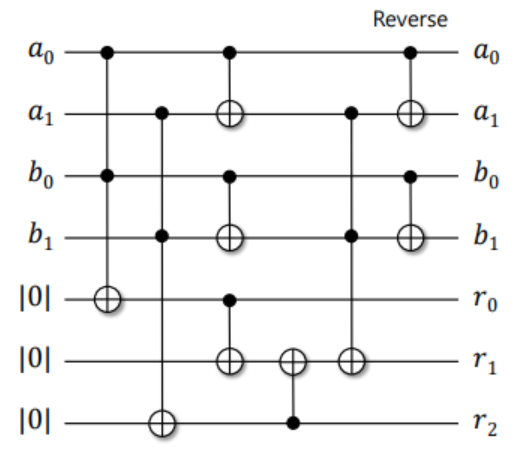 Reverse
a₀ a₀
a₁ a₁
b₀ b₀
b₁ b₁
|0| r₀
|0| r₁
|0| r₂